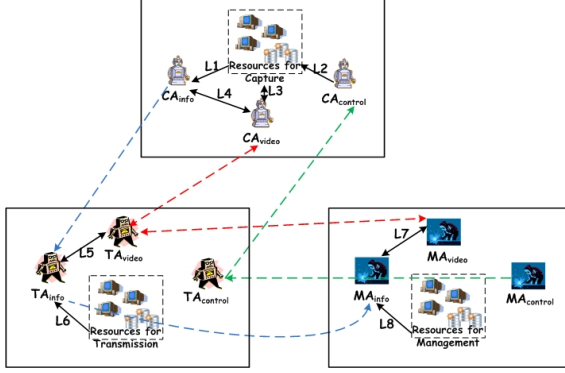 L1
Resources for
Capture
L2
CAinfo
L4
L3
CAcontrol
CAvideo
L5
TAvideo
TAinfo
TAcontrol
L6
Resources for
Transmission
L7
MAvideo
MAinfo
MAcontrol
L8
Resources for
Management